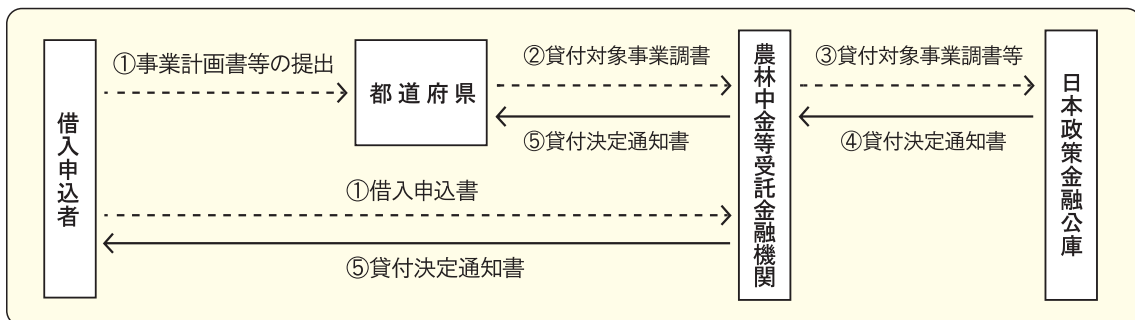 借入申込者
①事業計画書等の提出
都道府県
②貸付対象事業調書
⑤貸付決定通知書
農林中金等受託金融機関
③貸付対象事業調書等
④貸付決定通知書
日本政策金融公庫
①借入申込書
⑤貸付決定通知書